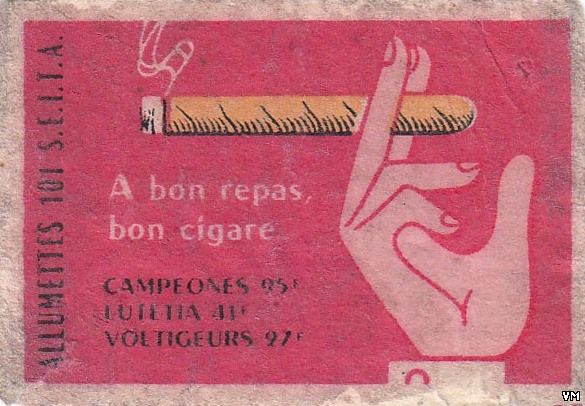 ALLUMETTES 101 S.E.I.T.A.
A bon repas,
bon cigare
CAMPEONES 95F
LUTETIA 41F
VOLTIGEURS 27F
VM